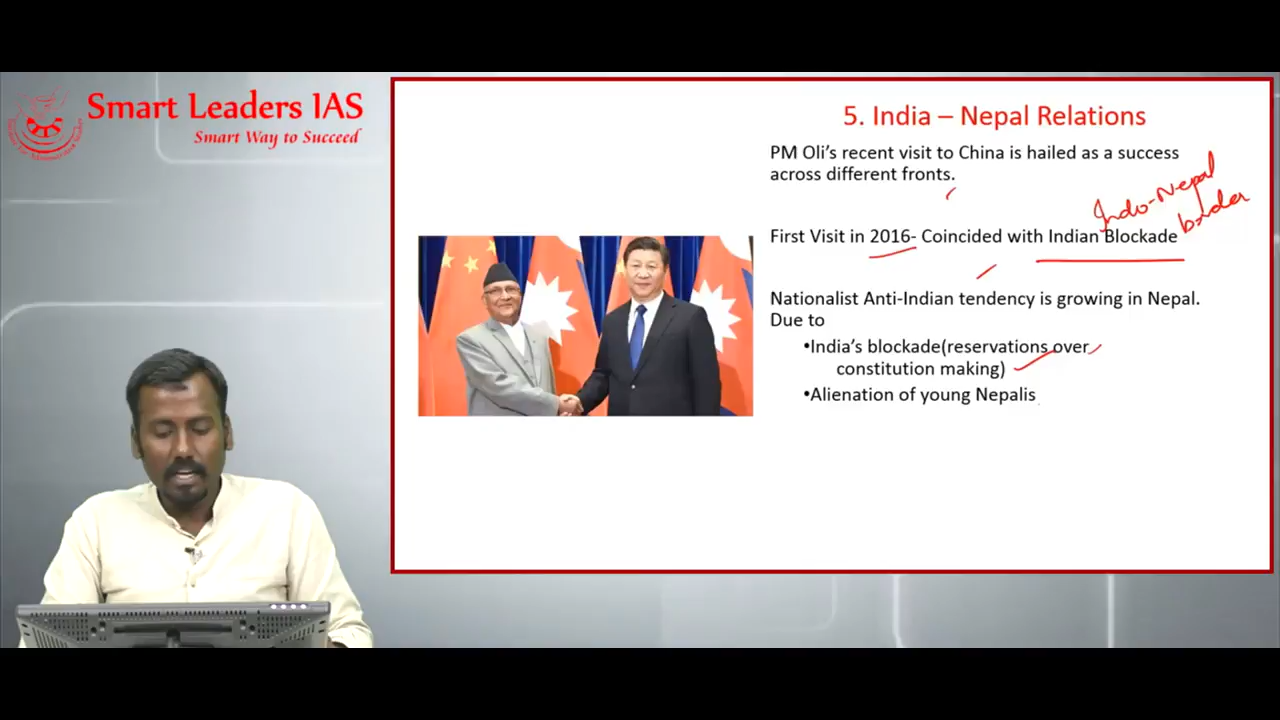 Smart Leaders IAS
Smart Way to Succeed
5. India – Nepal Relations
PM Oli's recent visit to China is hailed as a success
across different fronts.
Indo-Nepal
border
First Visit in 2016- Coincided with Indian Blockade
Nationalist Anti-Indian tendency is growing in Nepal.
Due to
•India's blockade(reservations over
constitution making)
•Alienation of young Nepalis